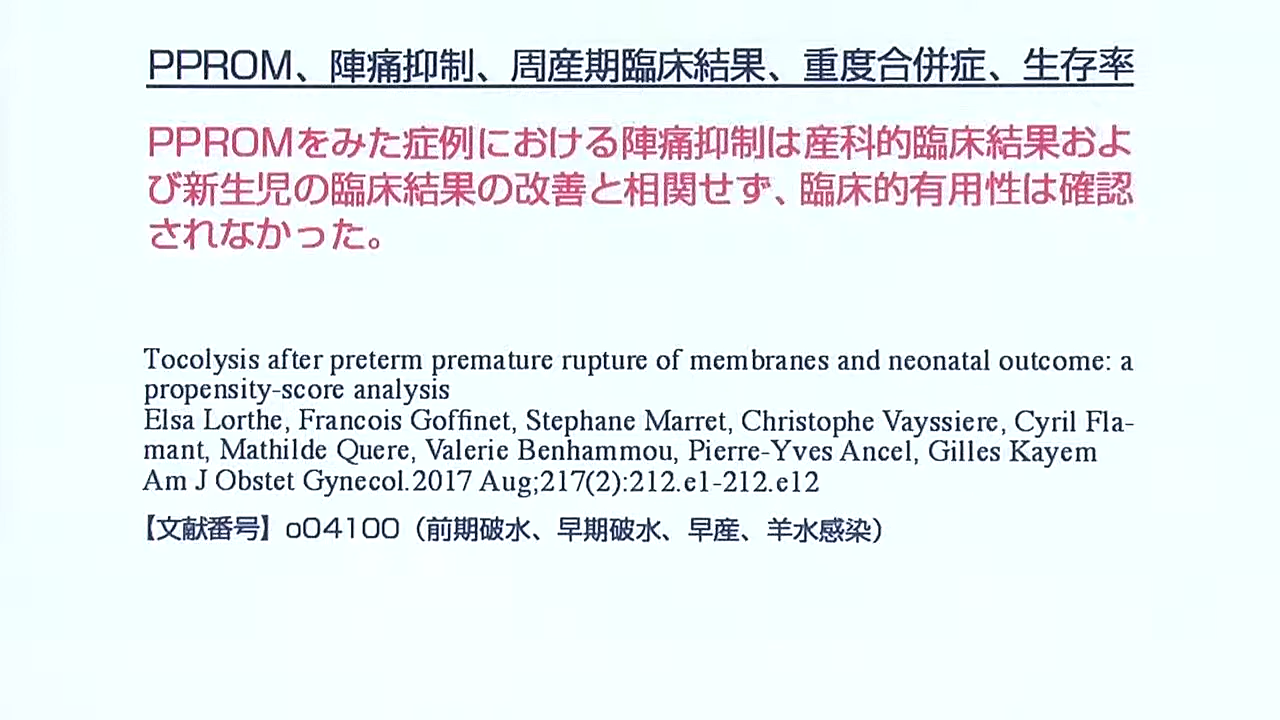 PPROM、陣痛抑制、周産期臨床結果、重度合併症、生存率
PPROMをみた症例における陣痛抑制は産科的臨床結果およ
び新生児の臨床結果の改善と相関せず、臨床的有用性は確認
されなかった。
Tocolysis after preterm premature rupture of membranes and neonatal outcome: a
propensity-score analysis
Elsa Lorthe, Francois Goffinet, Stephane Marret, Christophe Vayssiere, Cyril Fla-
mant, Mathilde Quere, Valerie Benhammou, Pierre-Yves Ancel, Gilles Kayem
Am J Obstet Gynecol.2017 Aug;217(2):212.e1-212.e12
【文献番号】o04100（前期破水、早期破水、早産、羊水感染）